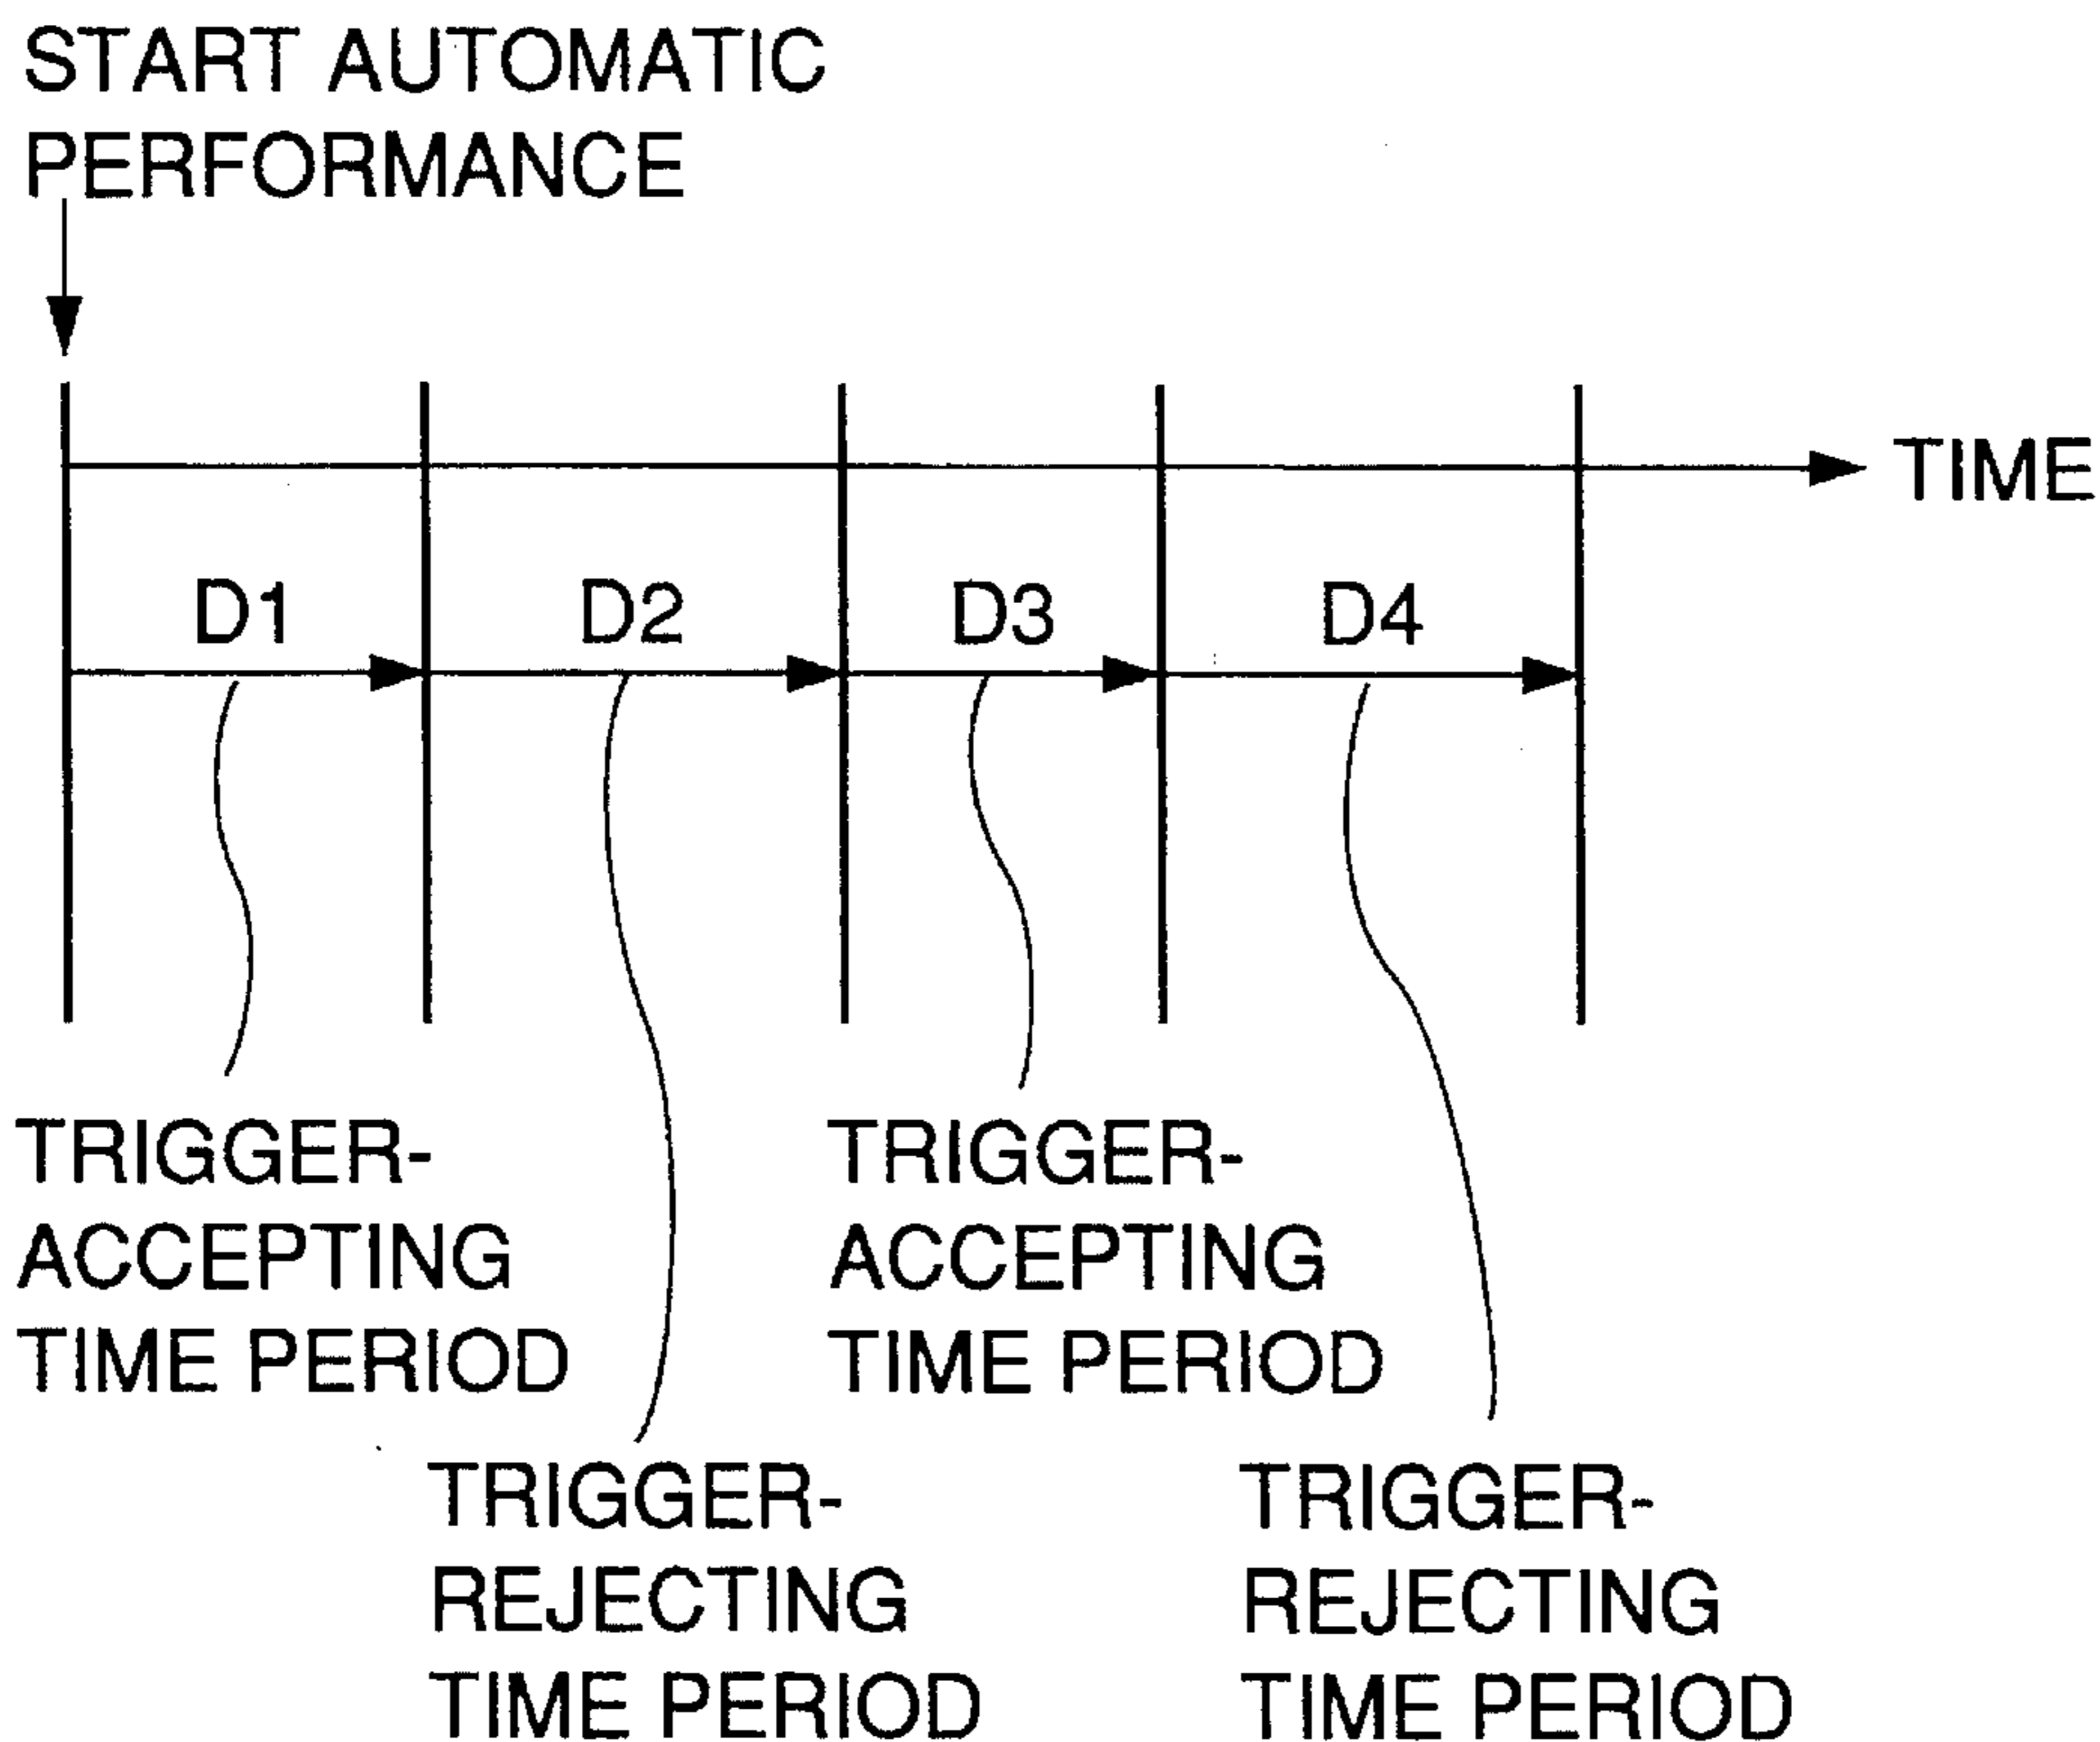 START AUTOMATIC
PERFORMANCE
TIME
D1
D2
D3
D4
TRIGGER-
ACCEPTING
TIME PERIOD
TRIGGER-
ACCEPTING
TIME PERIOD
TRIGGER-
REJECTING
TIME PERIOD
TRIGGER-
REJECTING
TIME PERIOD